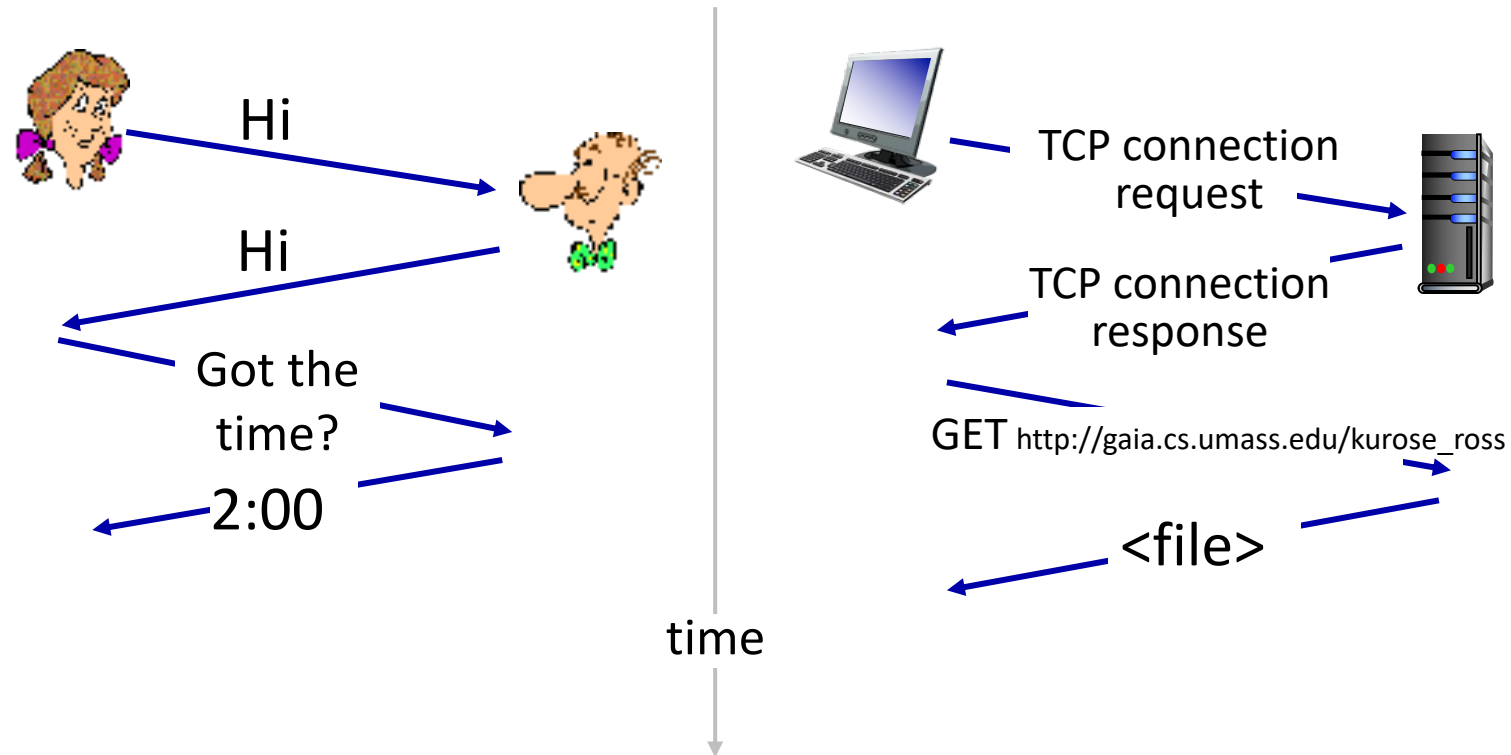 Hi
Hi
Got the
time?
2:00
TCP connection
request
TCP connection
response
GET http://gaia.cs.umass.edu/kurose_ross
<file>
time